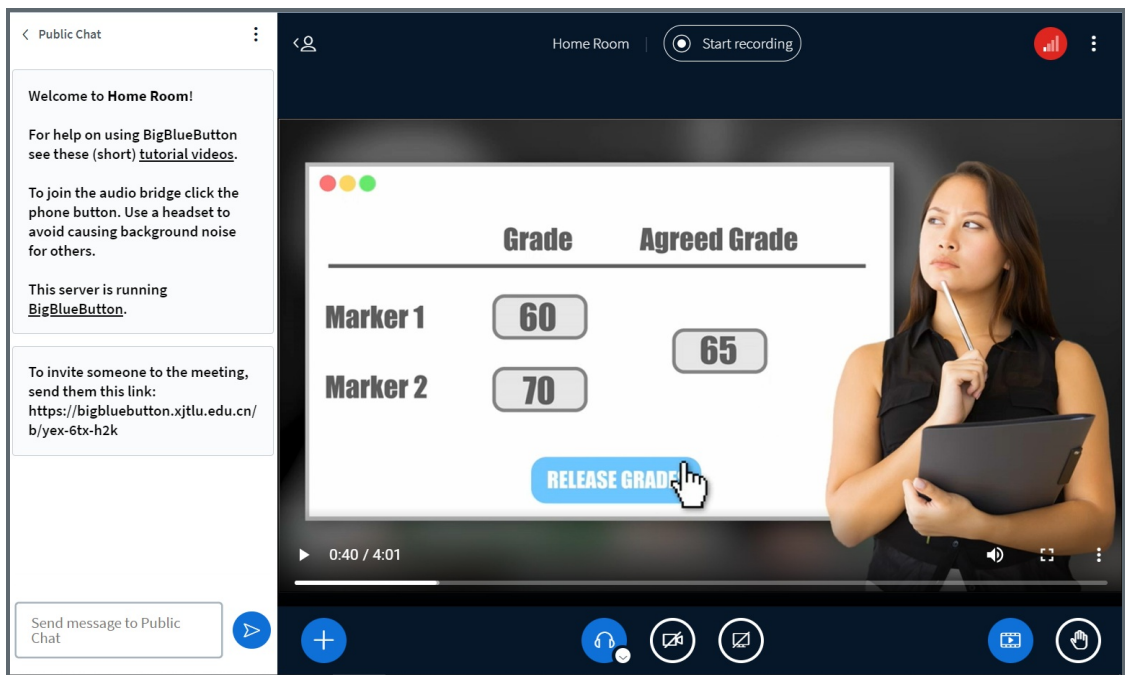 Public Chat
Welcome to Home Room!
For help on using BigBlueButton
see these (short) tutorial videos.
To join the audio bridge click the
phone button. Use a headset to
avoid causing background noise
for others.
This server is running
BigBlueButton.
To invite someone to the meeting,
send them this link:
https://bigbluebutton.xjtlu.edu.cn/
b/yex-6tx-h2k
Send message to Public
Chat
Home Room
Start recording
Grade Agreed Grade
Marker 1 60
65
Marker 2 70
RELEASE GRADE
0:40 / 4:01